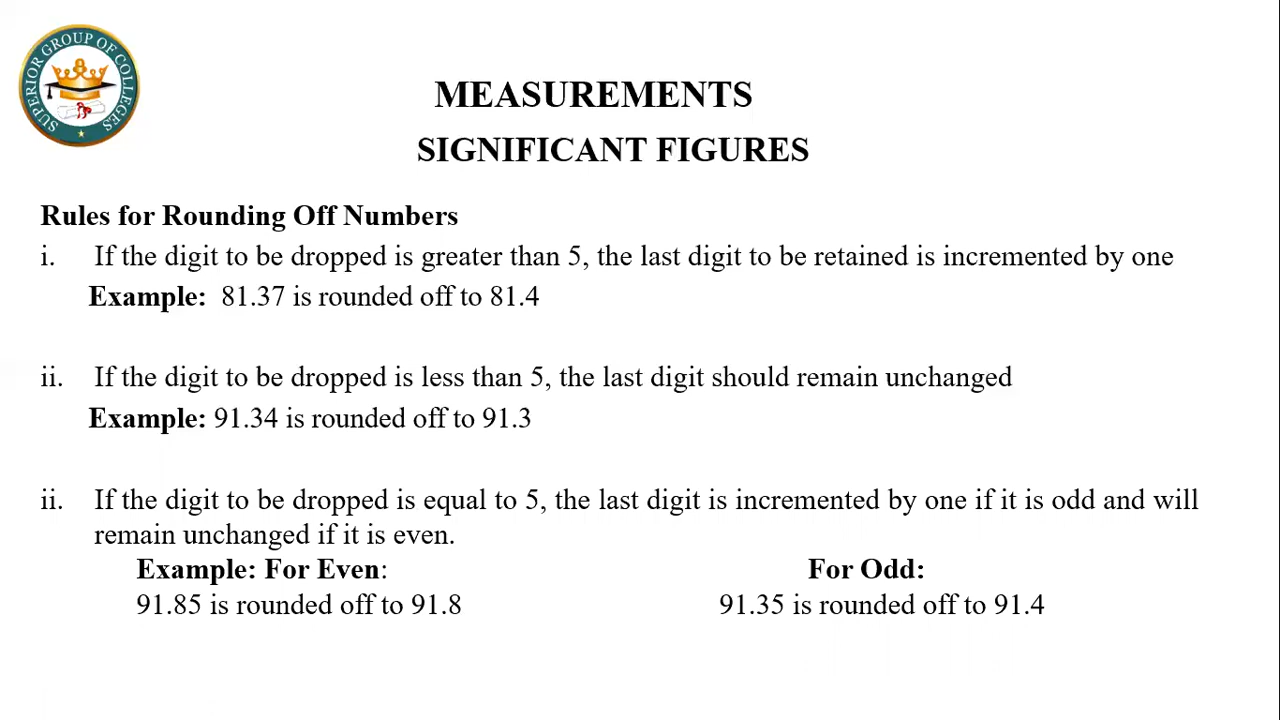 SUPERIOR GROUP OF COLLEGES
MEASUREMENTS
SIGNIFICANT FIGURES
Rules for Rounding Off Numbers
i. If the digit to be dropped is greater than 5, the last digit to be retained is incremented by one
Example: 81.37 is rounded off to 81.4
ii. If the digit to be dropped is less than 5, the last digit should remain unchanged
Example: 91.34 is rounded off to 91.3
ii. If the digit to be dropped is equal to 5, the last digit is incremented by one if it is odd and will
remain unchanged if it is even.
Example: For Even: For Odd:
91.85 is rounded off to 91.8 91.35 is rounded off to 91.4